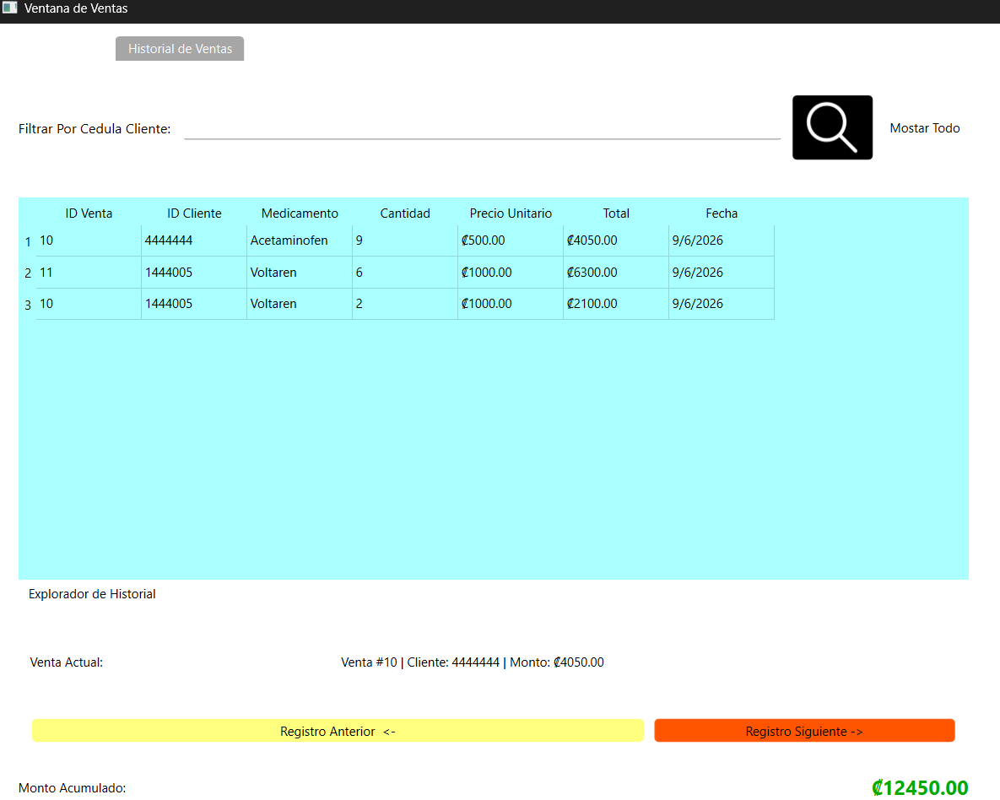 Ventana de Ventas
Historial de Ventas
Filtrar Por Cedula Cliente:
Mostar Todo
ID Venta ID Cliente Medicamento Cantidad Precio Unitario Total Fecha
1 10 4444444 Acetaminofen 9 ₡500.00 ₡4050.00 9/6/2026
2 11 1444005 Voltaren 6 ₡1000.00 ₡6300.00 9/6/2026
3 10 1444005 Voltaren 2 ₡1000.00 ₡2100.00 9/6/2026
Explorador de Historial
Venta Actual: Venta #10 | Cliente: 4444444 | Monto: ₡4050.00
Registro Anterior <- Registro Siguiente ->
Monto Acumulado: ₡12450.00